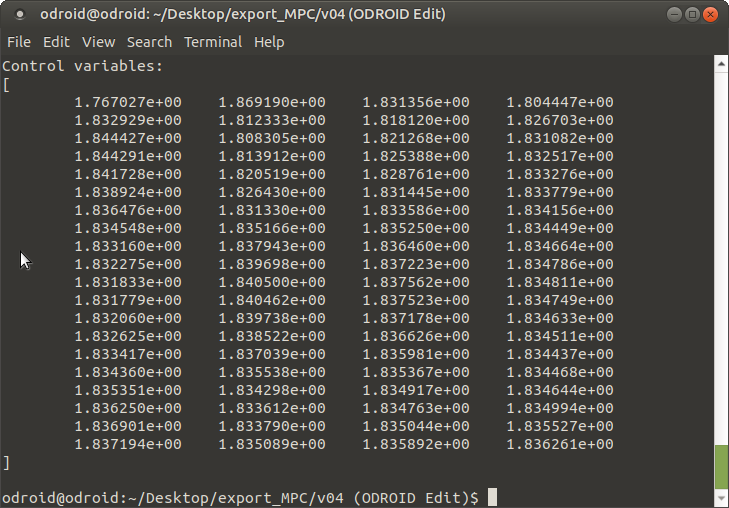 odroid@odroid: ~/Desktop/export_MPC/v04 (ODROID Edit)
File Edit View Search Terminal Help
Control variables:
[
1.767027e+00 1.869190e+00 1.831356e+00 1.804447e+00
1.832929e+00 1.812333e+00 1.818120e+00 1.826703e+00
1.844427e+00 1.808305e+00 1.821268e+00 1.831082e+00
1.844291e+00 1.813912e+00 1.825388e+00 1.832517e+00
1.841728e+00 1.820519e+00 1.828761e+00 1.833276e+00
1.838924e+00 1.826430e+00 1.831445e+00 1.833779e+00
1.836476e+00 1.831330e+00 1.833586e+00 1.834156e+00
1.834548e+00 1.835166e+00 1.835250e+00 1.834449e+00
1.833160e+00 1.837943e+00 1.836460e+00 1.834664e+00
1.832275e+00 1.839698e+00 1.837223e+00 1.834786e+00
1.831833e+00 1.840500e+00 1.837562e+00 1.834811e+00
1.831779e+00 1.840462e+00 1.837523e+00 1.834749e+00
1.832060e+00 1.839738e+00 1.837178e+00 1.834633e+00
1.832625e+00 1.838522e+00 1.836626e+00 1.834511e+00
1.833417e+00 1.837039e+00 1.835981e+00 1.834437e+00
1.834360e+00 1.835538e+00 1.835367e+00 1.834468e+00
1.835351e+00 1.834298e+00 1.834917e+00 1.834644e+00
1.836250e+00 1.833612e+00 1.834763e+00 1.834994e+00
1.836901e+00 1.833790e+00 1.835044e+00 1.835527e+00
1.837194e+00 1.835089e+00 1.835892e+00 1.836261e+00
]
odroid@odroid:~/Desktop/export_MPC/v04 (ODROID Edit)$